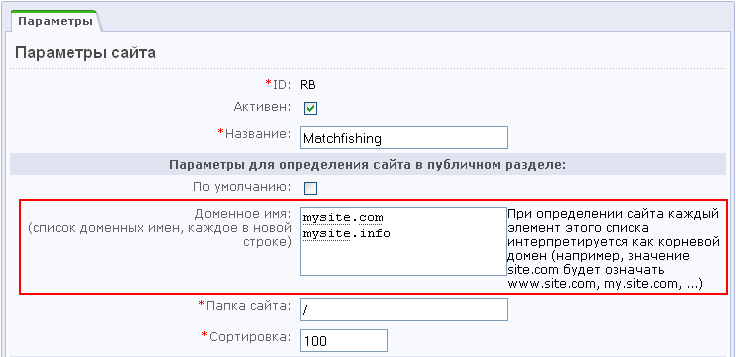 Параметры
Параметры сайта
*ID: RB
Активен:
*Название: Matchfishing
Параметры для определения сайта в публичном разделе:
По умолчанию:
Доменное имя:
(список доменных имен, каждое в новой
строке)
mysite.com
mysite.info
При определении сайта каждый
элемент этого списка
интерпретируется как корневой
домен (например, значение
site.com будет означать
www.site.com, my.site.com, ...)
*Папка сайта: /
*Сортировка: 100